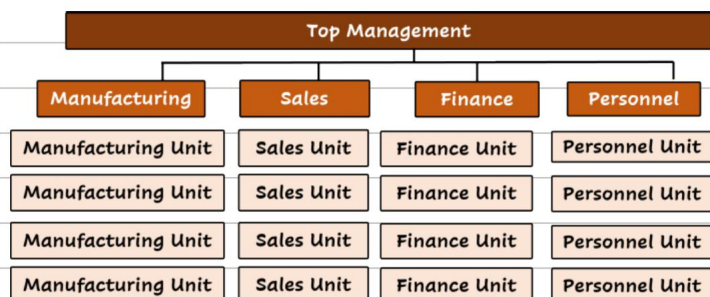 Top Management
Manufacturing Sales Finance Personnel
Manufacturing Unit Sales Unit Finance Unit Personnel Unit
Manufacturing Unit Sales Unit Finance Unit Personnel Unit
Manufacturing Unit Sales Unit Finance Unit Personnel Unit
Manufacturing Unit Sales Unit Finance Unit Personnel Unit